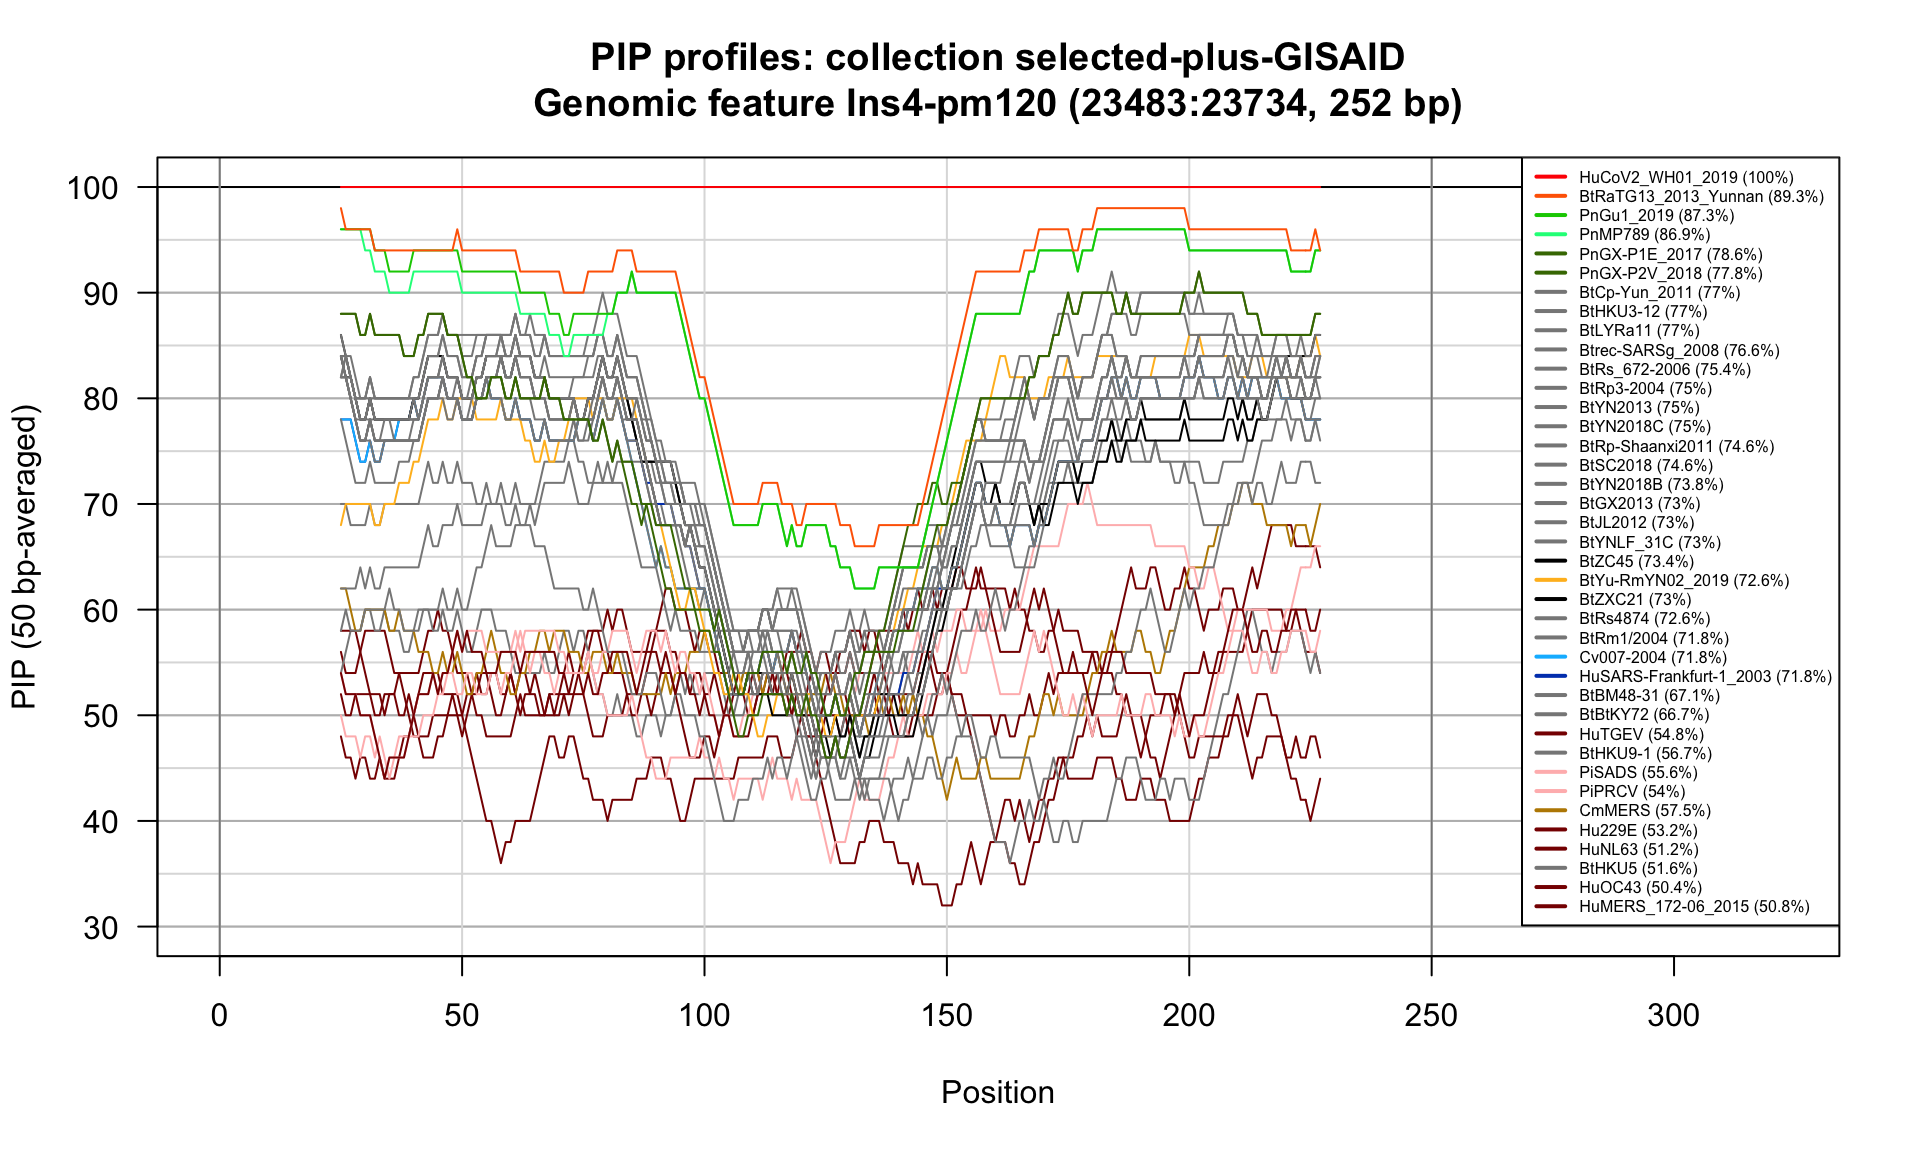 PIP profiles: collection selected-plus-GISAID
Genomic feature Ins4-pm120 (23483:23734, 252 bp)
PIP (50 bp-averaged)
100
90
80
70
60
50
40
30
0
50
100
150
200
250
300
Position
HuCoV2_WH01_2019 (100%)
BtRaTG13_2013_Yunnan (89.3%)
PnGu1_2019 (87.3%)
PnMP789 (86.9%)
PnGX-P1E_2017 (78.6%)
PnGX-P2V_2018 (77.8%)
BtCp-Yun_2011 (77%)
BtHKU3-12 (77%)
BtLYRa11 (77%)
Btrec-SARSg_2008 (76.6%)
BtRs_672-2006 (75.4%)
BtRp3-2004 (75%)
BtYN2013 (75%)
BtYN2018C (75%)
BtRp-Shaanxi2011 (74.6%)
BtSC2018 (74.6%)
BtYN2018B (73.8%)
BtGX2013 (73%)
BtJL2012 (73%)
BtYNLF_31C (73%)
BtZC45 (73.4%)
BtYu-RmYN02_2019 (72.6%)
BtZXC21 (73%)
BtRs4874 (72.6%)
BtRm1/2004 (71.8%)
Cv007-2004 (71.8%)
HuSARS-Frankfurt-1_2003 (71.8%)
BtBM48-31 (67.1%)
BtBtKY72 (66.7%)
HuTGEV (54.8%)
BtHKU9-1 (56.7%)
PiSADS (55.6%)
PiPRCV (54%)
CmMERS (57.5%)
Hu229E (53.2%)
HuNL63 (51.2%)
BtHKU5 (51.6%)
HuOC43 (50.4%)
HuMERS_172-06_2015 (50.8%)